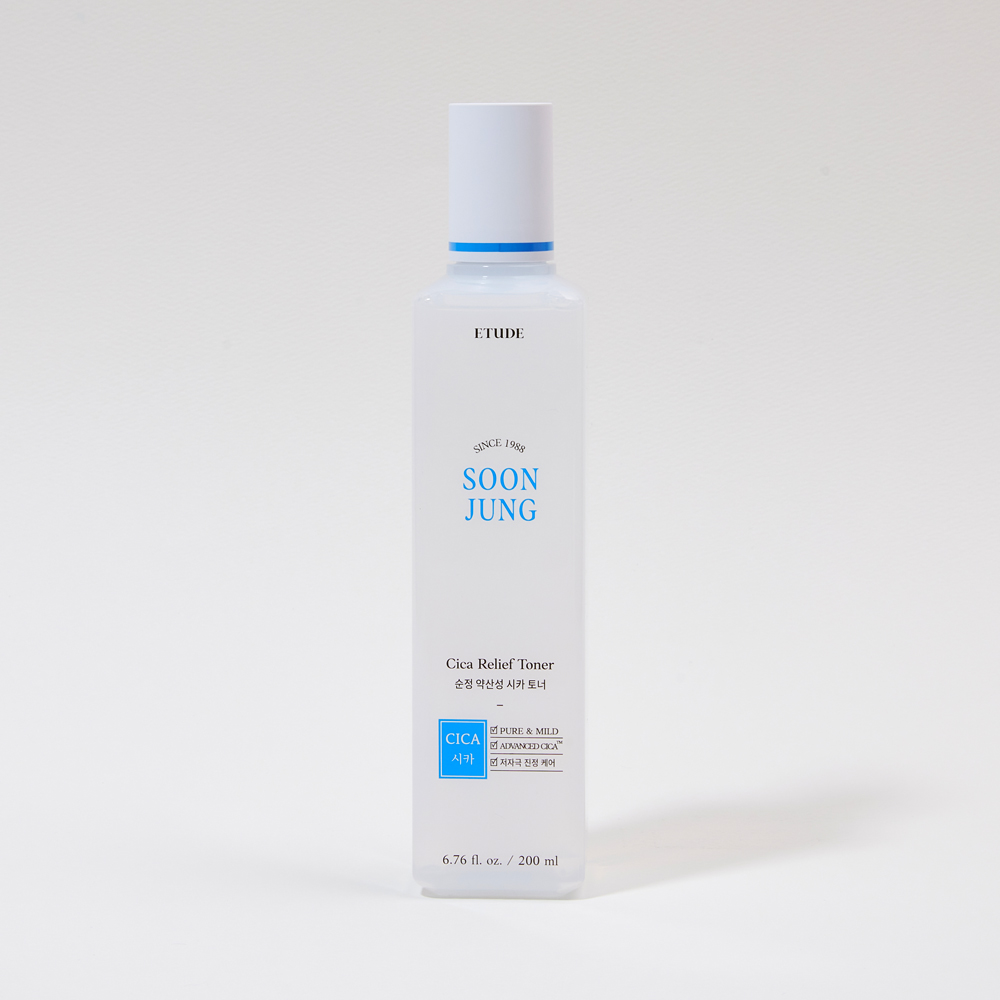 ETUDE
SINCE 1988
SOON
JUNG
Cica Relief Toner
순정 약산성 시카 토너
–
CICA
시카
☑ PURE & MILD
☑ ADVANCED CICA™
☑ 저자극 진정 케어
6.76 fl. oz. / 200 ml